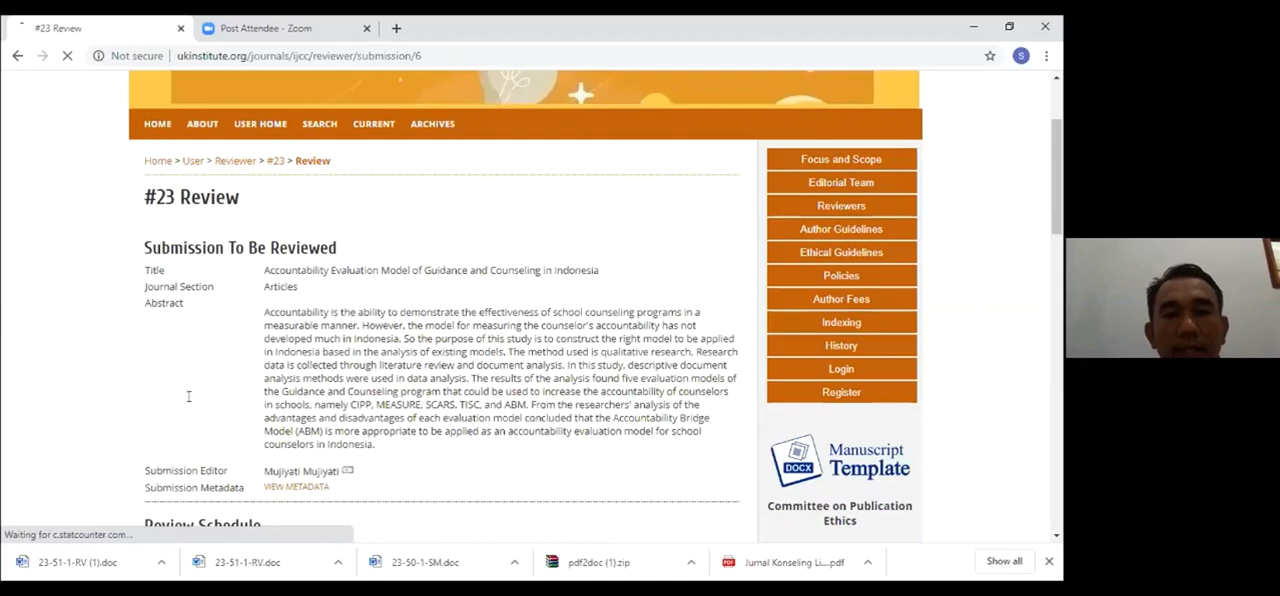 #23 Review
Post Attendee - Zoom
Not secure
ukinstitute.org/journals/ijcc/reviewer/submission/6
S
HOME
ABOUT
USER HOME
SEARCH
CURRENT
ARCHIVES
Home > User > Reviewer > #23 > Review
#23 Review
Submission To Be Reviewed
Title
Accountability Evaluation Model of Guidance and Counseling in Indonesia
Journal Section
Articles
Abstract
Accountability is the ability to demonstrate the effectiveness of school counseling programs in a
measurable manner. However, the model for measuring the counselor's accountability has not
developed much in Indonesia. So the purpose of this study is to construct the right model to be applied
in Indonesia based in the analysis of existing models. The method used is qualitative research. Research
data is collected through literature review and document analysis. In this study, descriptive document
analysis methods were used in data analysis. The results of the analysis found five evaluation models of
the Guidance and Counseling program that could be used to increase the accountability of counselors
in schools, namely CIPP, MEASURE, SCARS, TISC, and ABM. From the researchers' analysis of the
advantages and disadvantages of each evaluation model concluded that the Accountability Bridge
Model (ABM) is more appropriate to be applied as an accountability evaluation model for school
counselors in Indonesia.
Submission Editor
Mujiyati Mujiyati
Submission Metadata
VIEW METADATA
Review Schedule
Focus and Scope
Editorial Team
Reviewers
Author Guidelines
Ethical Guidelines
Policies
Author Fees
Indexing
History
Login
Register
DOCX
Manuscript
Template
Committee on Publication
Ethics
Waiting for c.statcounter.com...
23-51-1-RV (1).doc
23-51-1-RV.doc
23-50-1-SM.doc
pdf2doc (1).zip
Jurnal Konseling Li....pdf
Show all